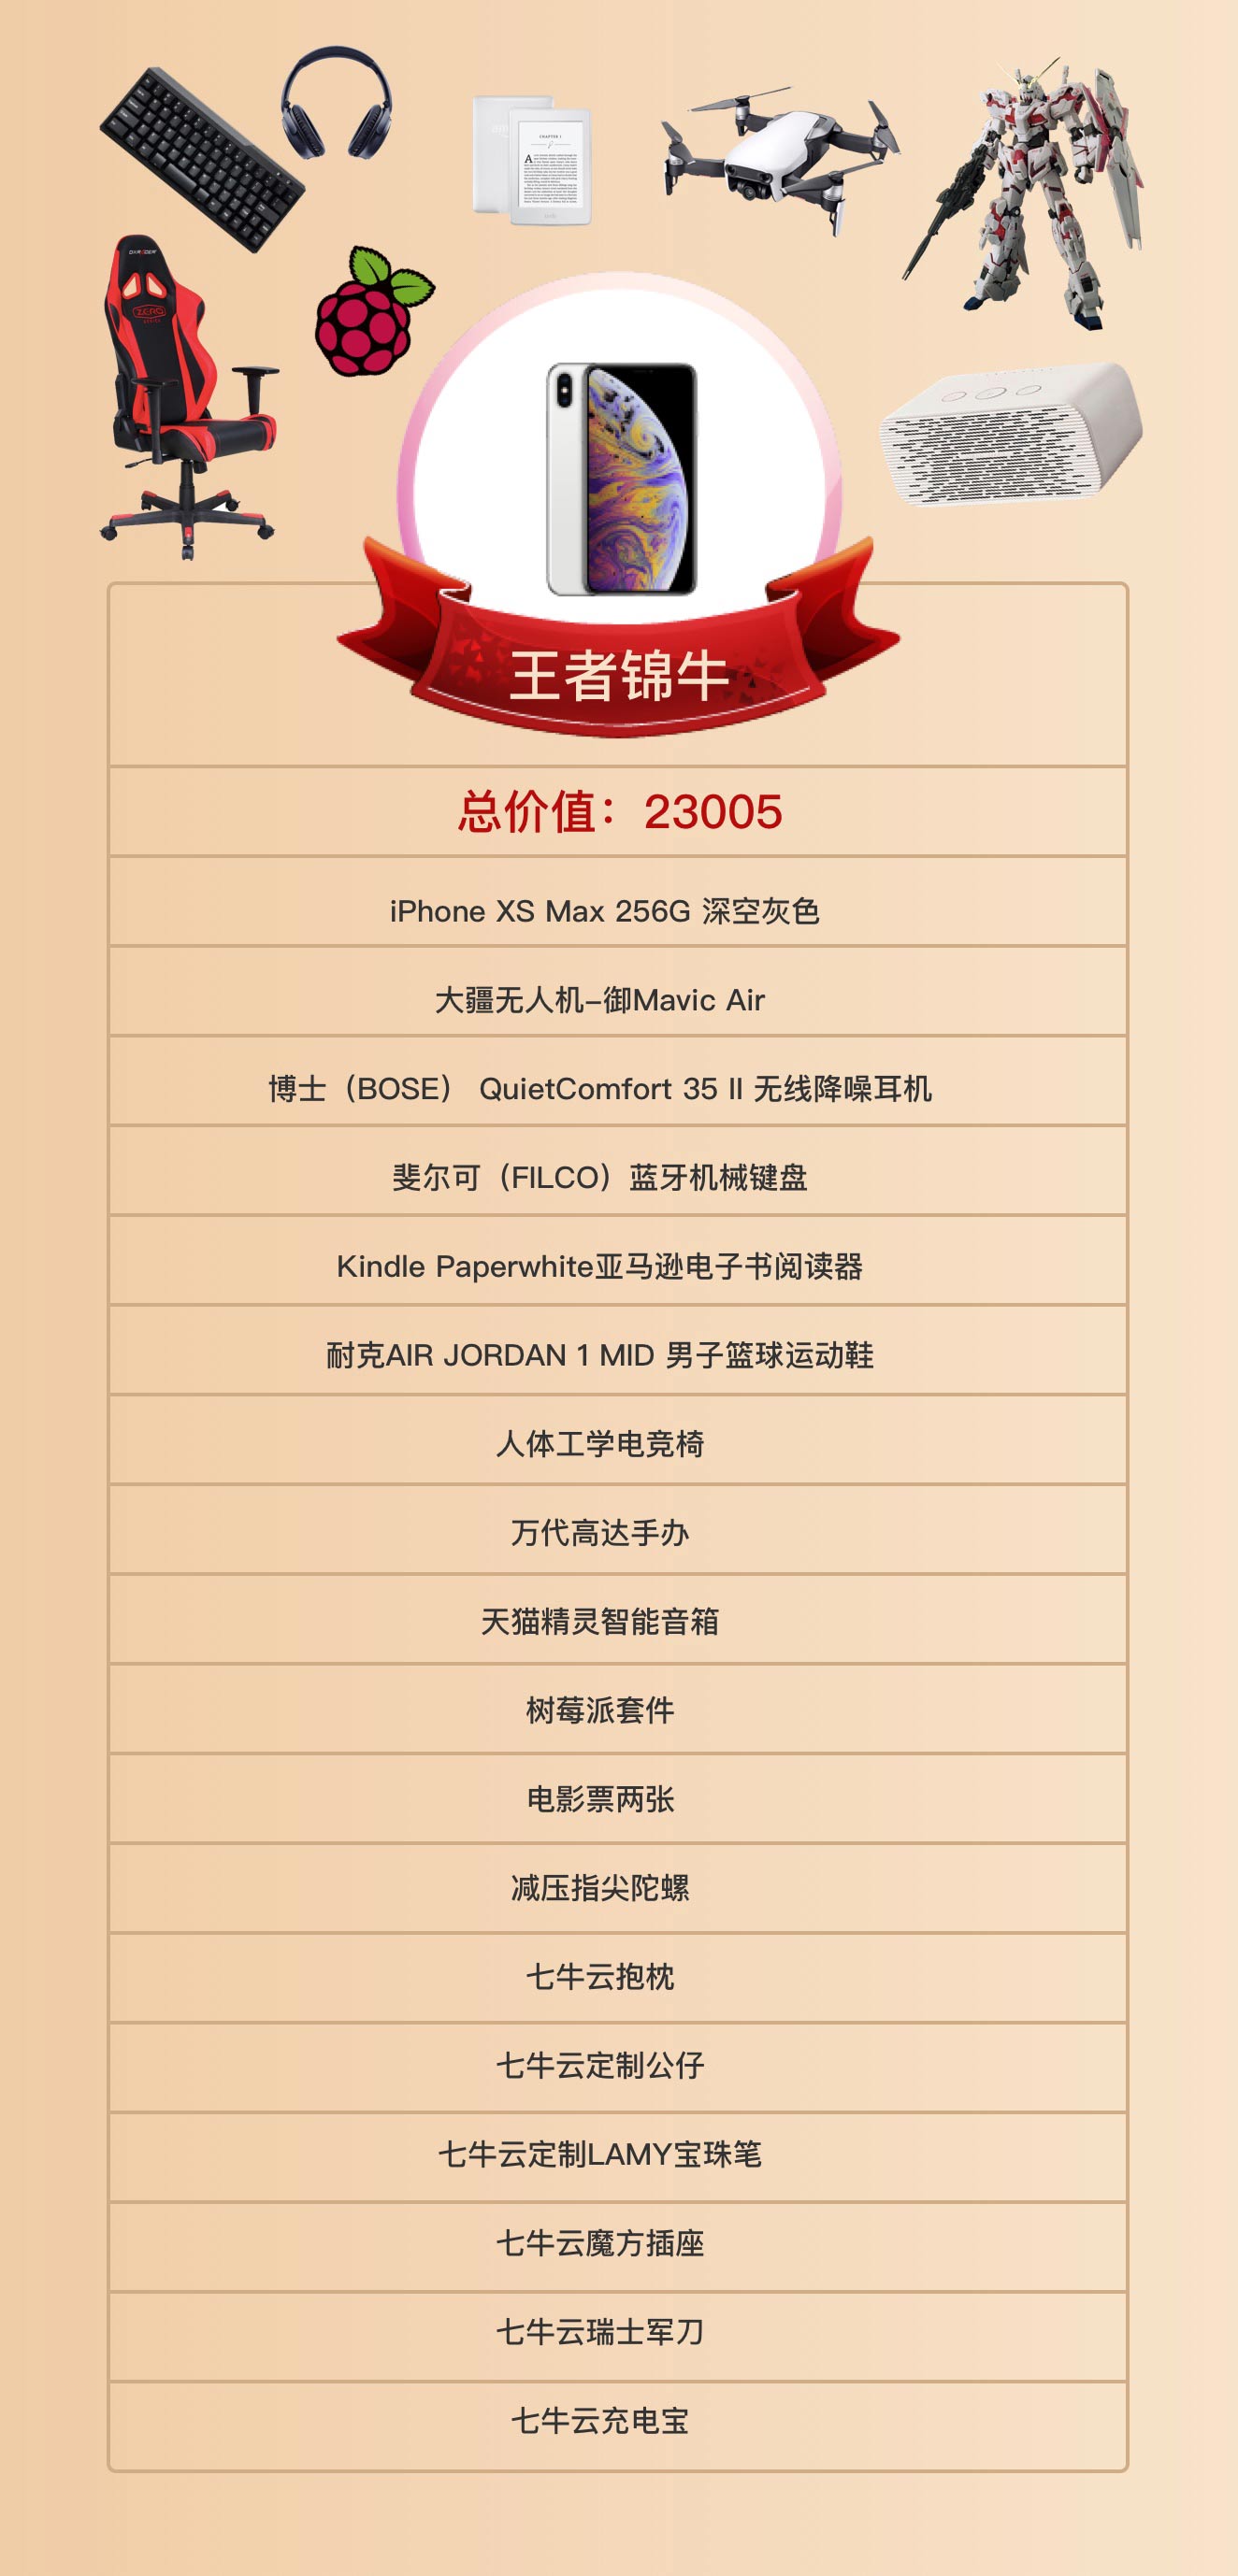 CHAPTER I
DXRACER
ZERO
王者锦牛
总价值：23005
iPhone XS Max 256G 深空灰色
大疆无人机–御Mavic Air
博士（BOSE） QuietComfort 35 II 无线降噪耳机
斐尔可（FILCO）蓝牙机械键盘
Kindle Paperwhite亚马逊电子书阅读器
耐克AIR JORDAN 1 MID 男子篮球运动鞋
人体工学电竞椅
万代高达手办
天猫精灵智能音箱
树莓派套件
电影票两张
减压指尖陀螺
七牛云抱枕
七牛云定制公仔
七牛云定制LAMY宝珠笔
七牛云魔方插座
七牛云瑞士军刀
七牛云充电宝